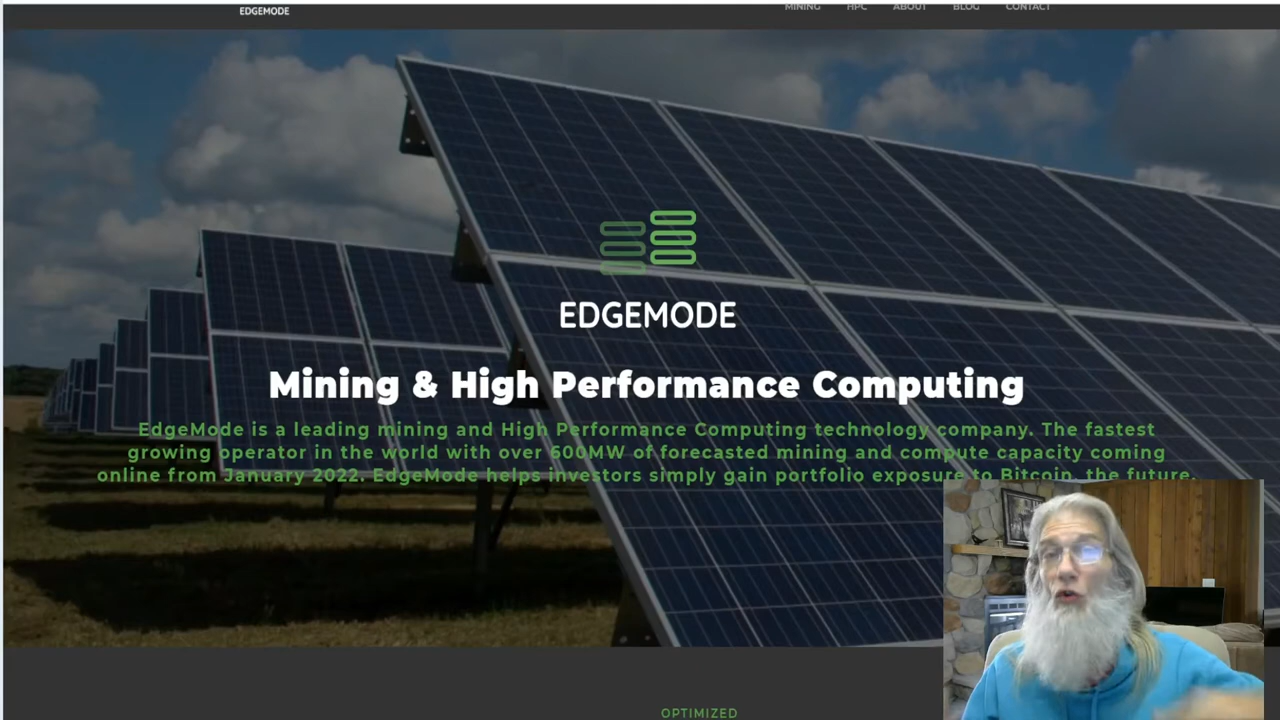 EDGEMODE
MINING HPC ABOUT BLOG CONTACT
EDGEMODE
Mining & High Performance Computing
EdgeMode is a leading mining and High Performance Computing technology company. The fastest
growing operator in the world with over 600MW of forecasted mining and compute capacity coming
online from January 2022. EdgeMode helps investors simply gain portfolio exposure to Bitcoin, the future.
OPTIMIZED